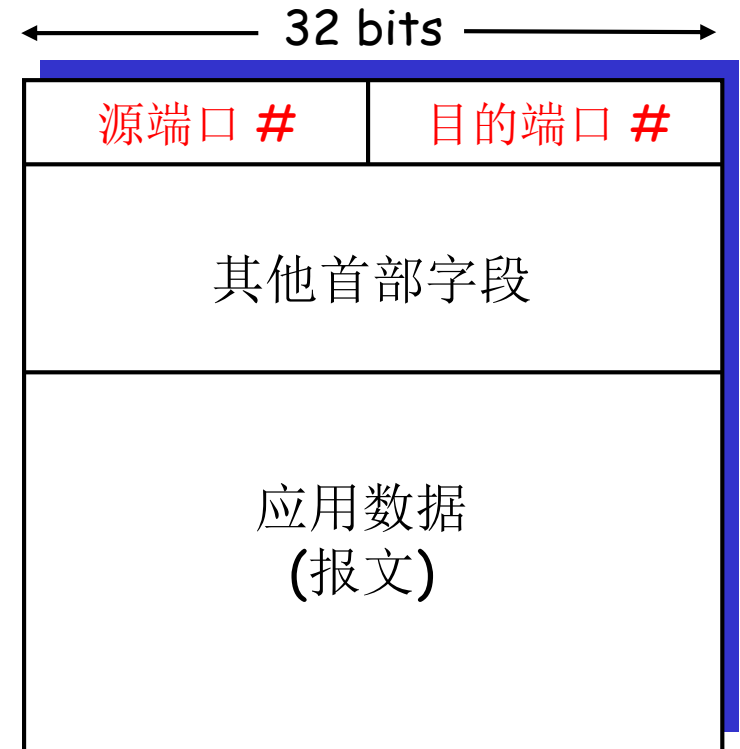 32 bits
源端口 # 目的端口 #
其他首部字段
应用数据
(报文)